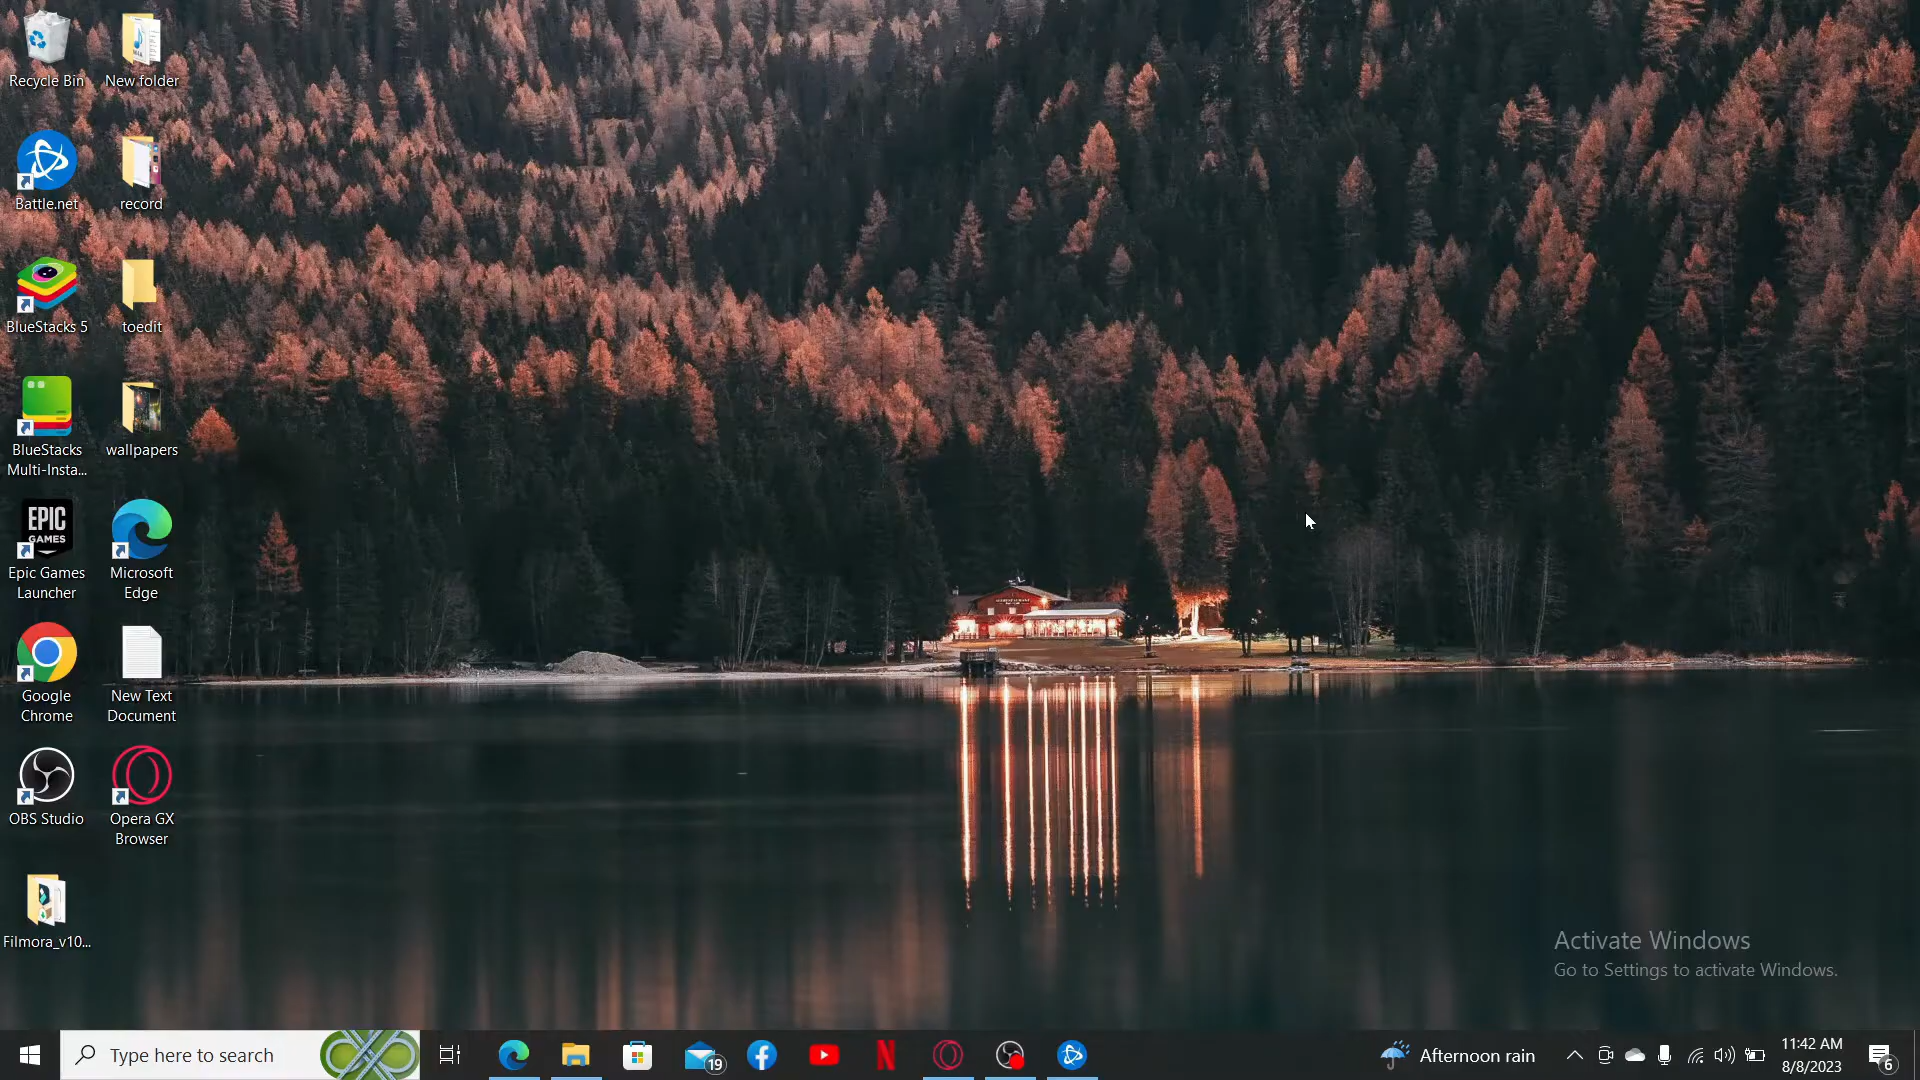 Recycle Bin
New folder
Battle.net
record
BlueStacks 5
toedit
BlueStacks
Multi-Insta...
wallpapers
EPIC
GAMES
Epic Games
Launcher
Microsoft
Edge
Google
Chrome
New Text
Document
OBS Studio
Opera GX
Browser
Filmora_v10...
Activate Windows
Go to Settings to activate Windows.
Type here to search
19
Afternoon rain
11:42 AM
8/8/2023
6